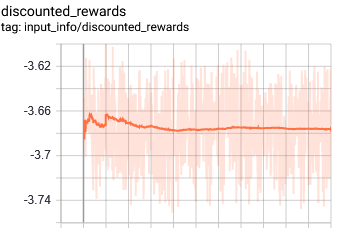 discounted_rewards
tag: input_info/discounted_rewards
-3.62
-3.66
-3.7
-3.74